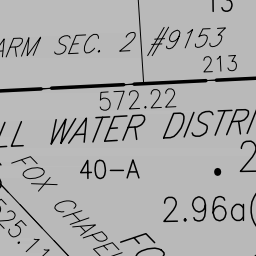 13
ARM SEC. 2 #9153
213
572.22
LL WATER DISTRI
40-A
. 2
2.96a(
FOX CHAPEL
525.11
FO